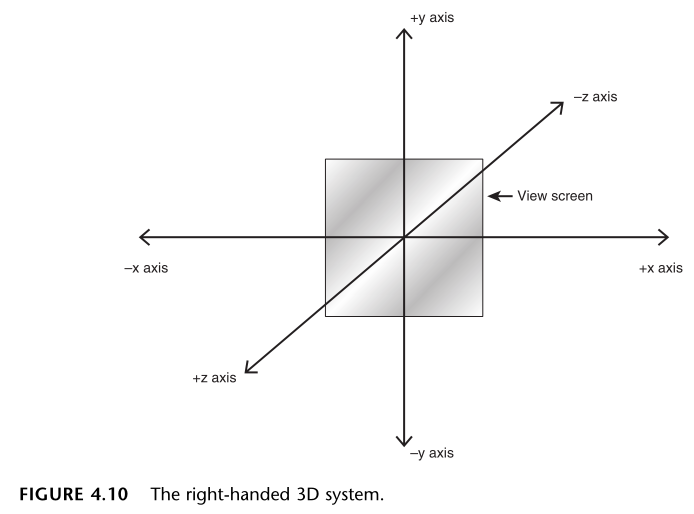 +y axis
–z axis
View screen
–x axis
+x axis
+z axis
–y axis
FIGURE 4.10 The right-handed 3D system.